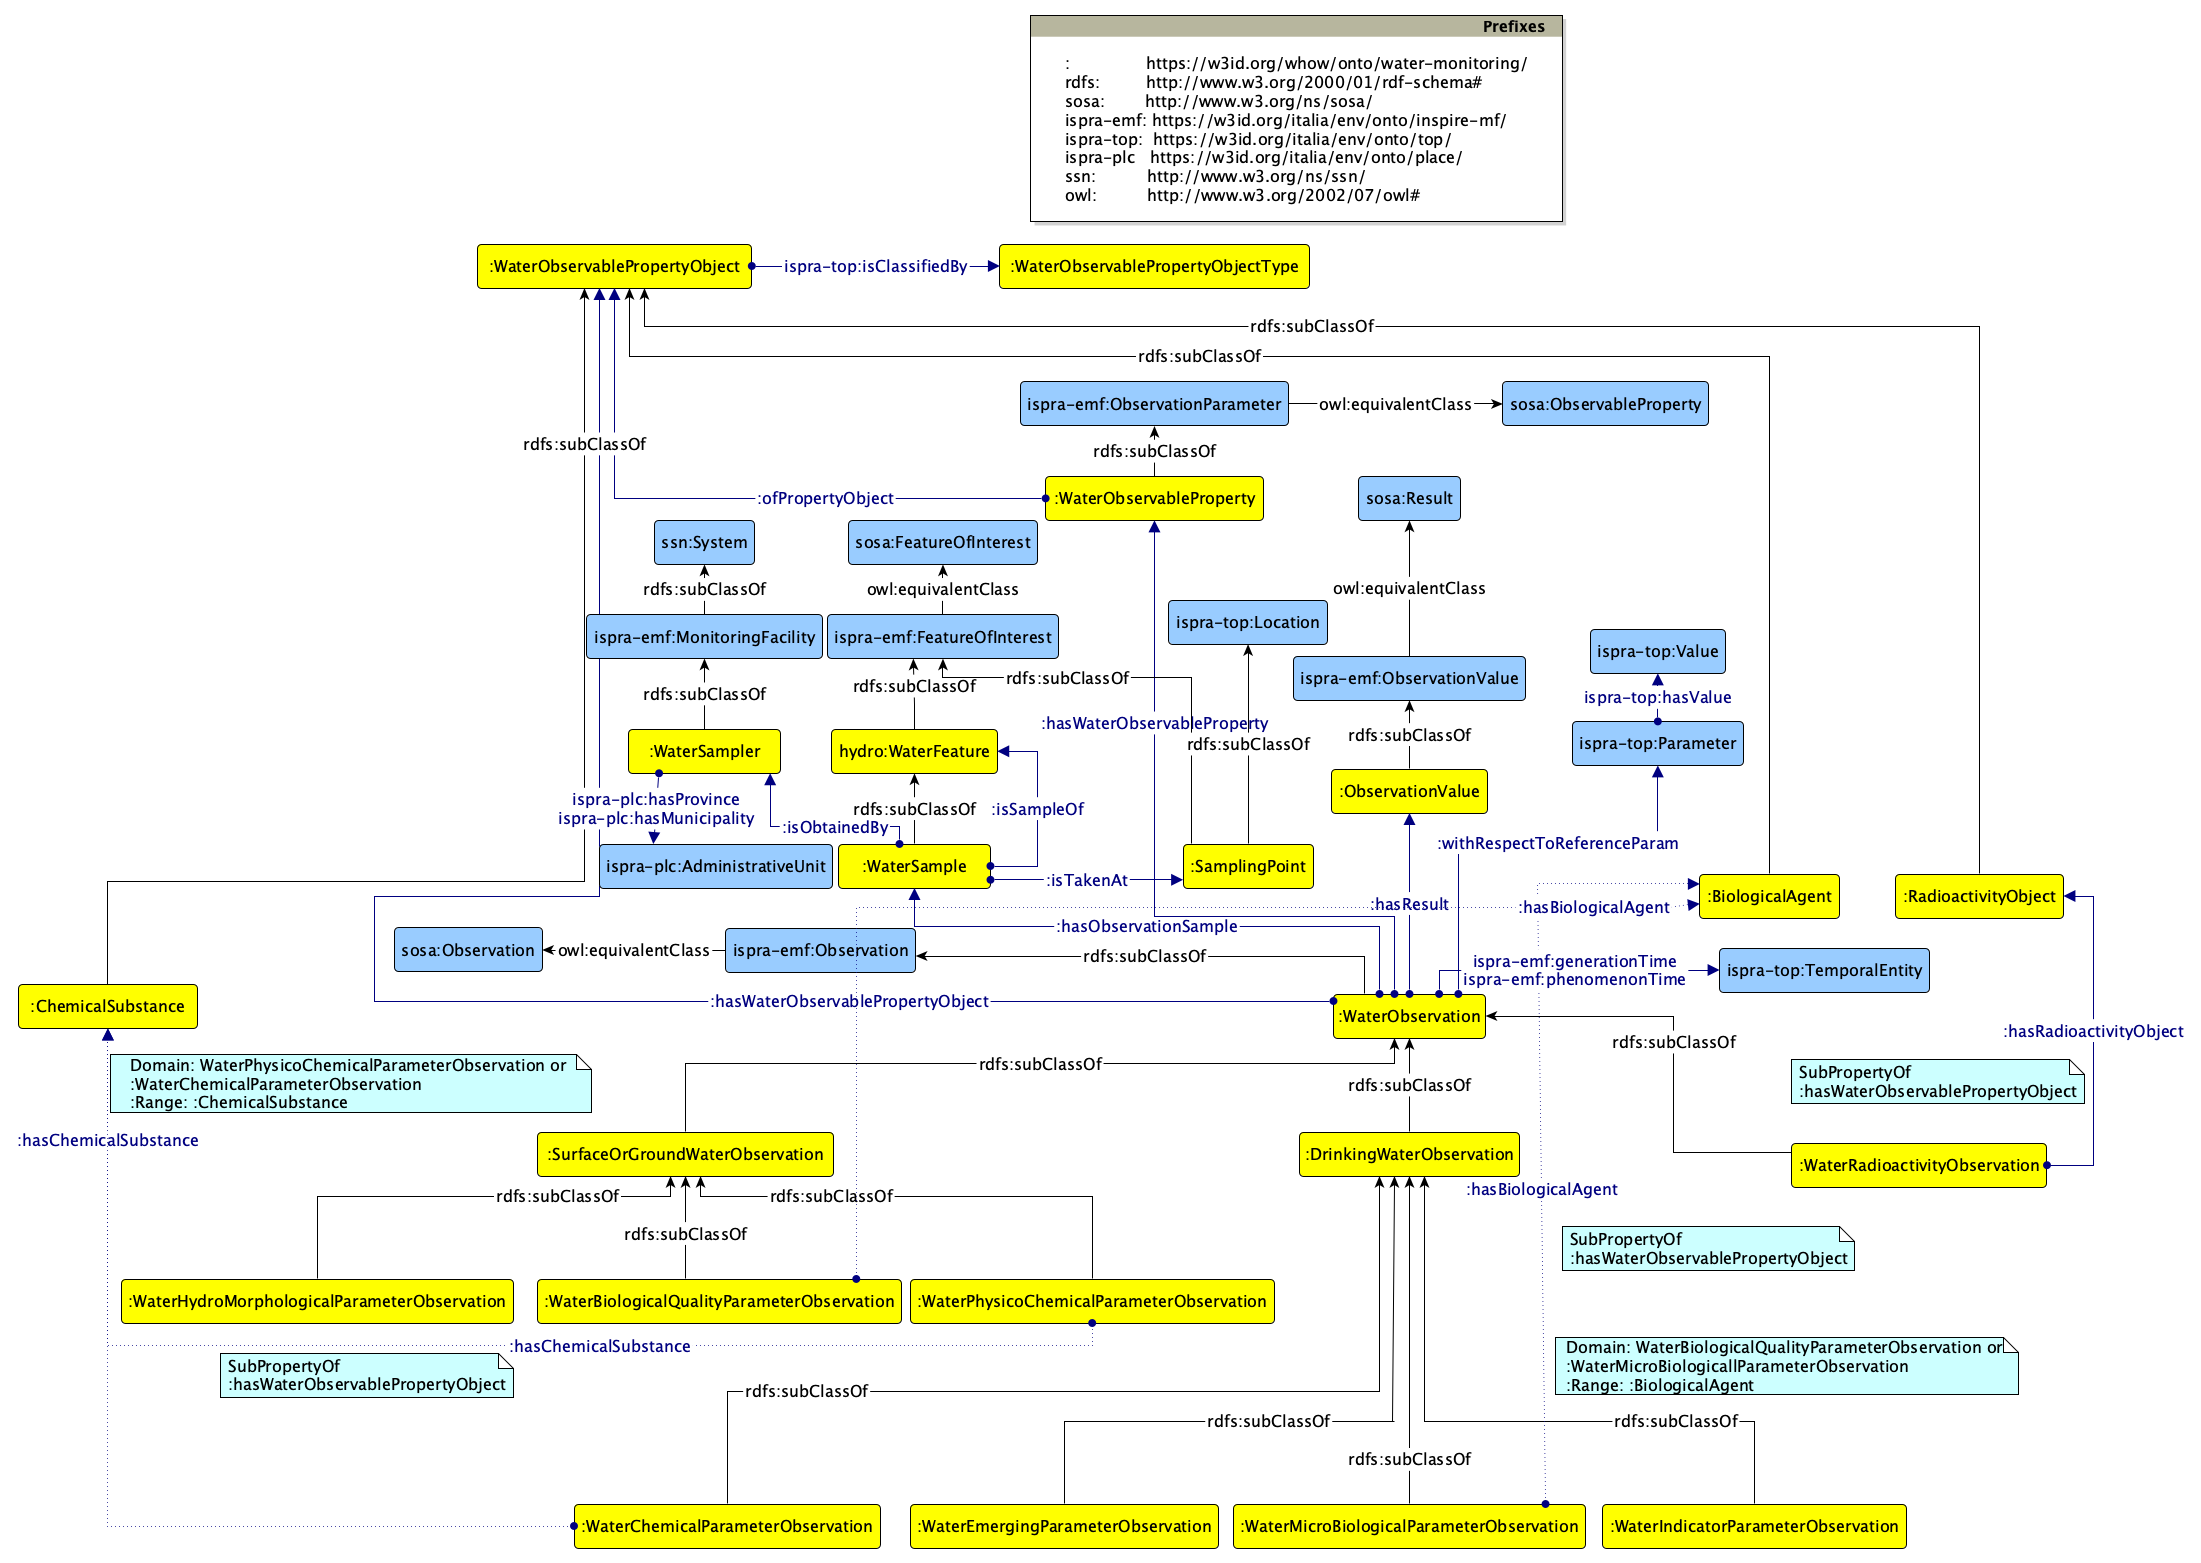 Prefixes
: https://w3id.org/whow/onto/water-monitoring/
rdfs: http://www.w3.org/2000/01/rdf-schema#
sosa: http://www.w3.org/ns/sosa/
ispra-emf: https://w3id.org/italia/env/onto/inspire-mf/
ispra-top: https://w3id.org/italia/env/onto/top/
ispra-plc https://w3id.org/italia/env/onto/place/
ssn: http://www.w3.org/ns/ssn/
owl: http://www.w3.org/2002/07/owl#
:WaterObservablePropertyObject
ispra-top:isClassifiedBy
:WaterObservablePropertyObjectType
rdfs:subClassOf
rdfs:subClassOf
ispra-emf:ObservationParameter
owl:equivalentClass
sosa:ObservableProperty
rdfs:subClassOf
rdfs:subClassOf
:ofPropertyObject
:WaterObservableProperty
sosa:Result
ssn:System
sosa:FeatureOfInterest
rdfs:subClassOf
owl:equivalentClass
owl:equivalentClass
ispra-emf:MonitoringFacility
ispra-emf:FeatureOfInterest
ispra-top:Location
ispra-top:Value
rdfs:subClassOf
rdfs:subClassOf
rdfs:subClassOf
ispra-emf:ObservationValue
ispra-top:hasValue
:hasWaterObservableProperty
rdfs:subClassOf
rdfs:subClassOf
ispra-top:Parameter
:WaterSampler
hydro:WaterFeature
:ObservationValue
ispra-plc:hasProvince
ispra-plc:hasMunicipality
rdfs:subClassOf
:isSampleOf
:isObtainedBy
:withRespectToReferenceParam
ispra-plc:AdministrativeUnit
:WaterSample
:isTakenAt
:SamplingPoint
:hasResult
:hasBiologicalAgent
:BiologicalAgent
:RadioactivityObject
:hasObservationSample
sosa:Observation
owl:equivalentClass
ispra-emf:Observation
rdfs:subClassOf
ispra-emf:generationTime
ispra-emf:phenomenonTime
ispra-top:TemporalEntity
:ChemicalSubstance
:hasWaterObservablePropertyObject
:WaterObservation
rdfs:subClassOf
:hasRadioactivityObject
Domain: WaterPhysicoChemicalParameterObservation or
:WaterChemicalParameterObservation
:Range: :ChemicalSubstance
rdfs:subClassOf
rdfs:subClassOf
SubPropertyOf
:hasWaterObservablePropertyObject
:hasChemicalSubstance
:SurfaceOrGroundWaterObservation
:DrinkingWaterObservation
:WaterRadioactivityObservation
rdfs:subClassOf
rdfs:subClassOf
:hasBiologicalAgent
rdfs:subClassOf
SubPropertyOf
:hasWaterObservablePropertyObject
:WaterHydroMorphologicalParameterObservation
:WaterBiologicalQualityParameterObservation
:WaterPhysicoChemicalParameterObservation
:hasChemicalSubstance
SubPropertyOf
:hasWaterObservablePropertyObject
Domain: WaterBiologicalQualityParameterObservation or
:WaterMicroBiologicallParameterObservation
:Range: :BiologicalAgent
rdfs:subClassOf
rdfs:subClassOf
rdfs:subClassOf
rdfs:subClassOf
:WaterChemicalParameterObservation
:WaterEmergingParameterObservation
:WaterMicroBiologicalParameterObservation
:WaterIndicatorParameterObservation